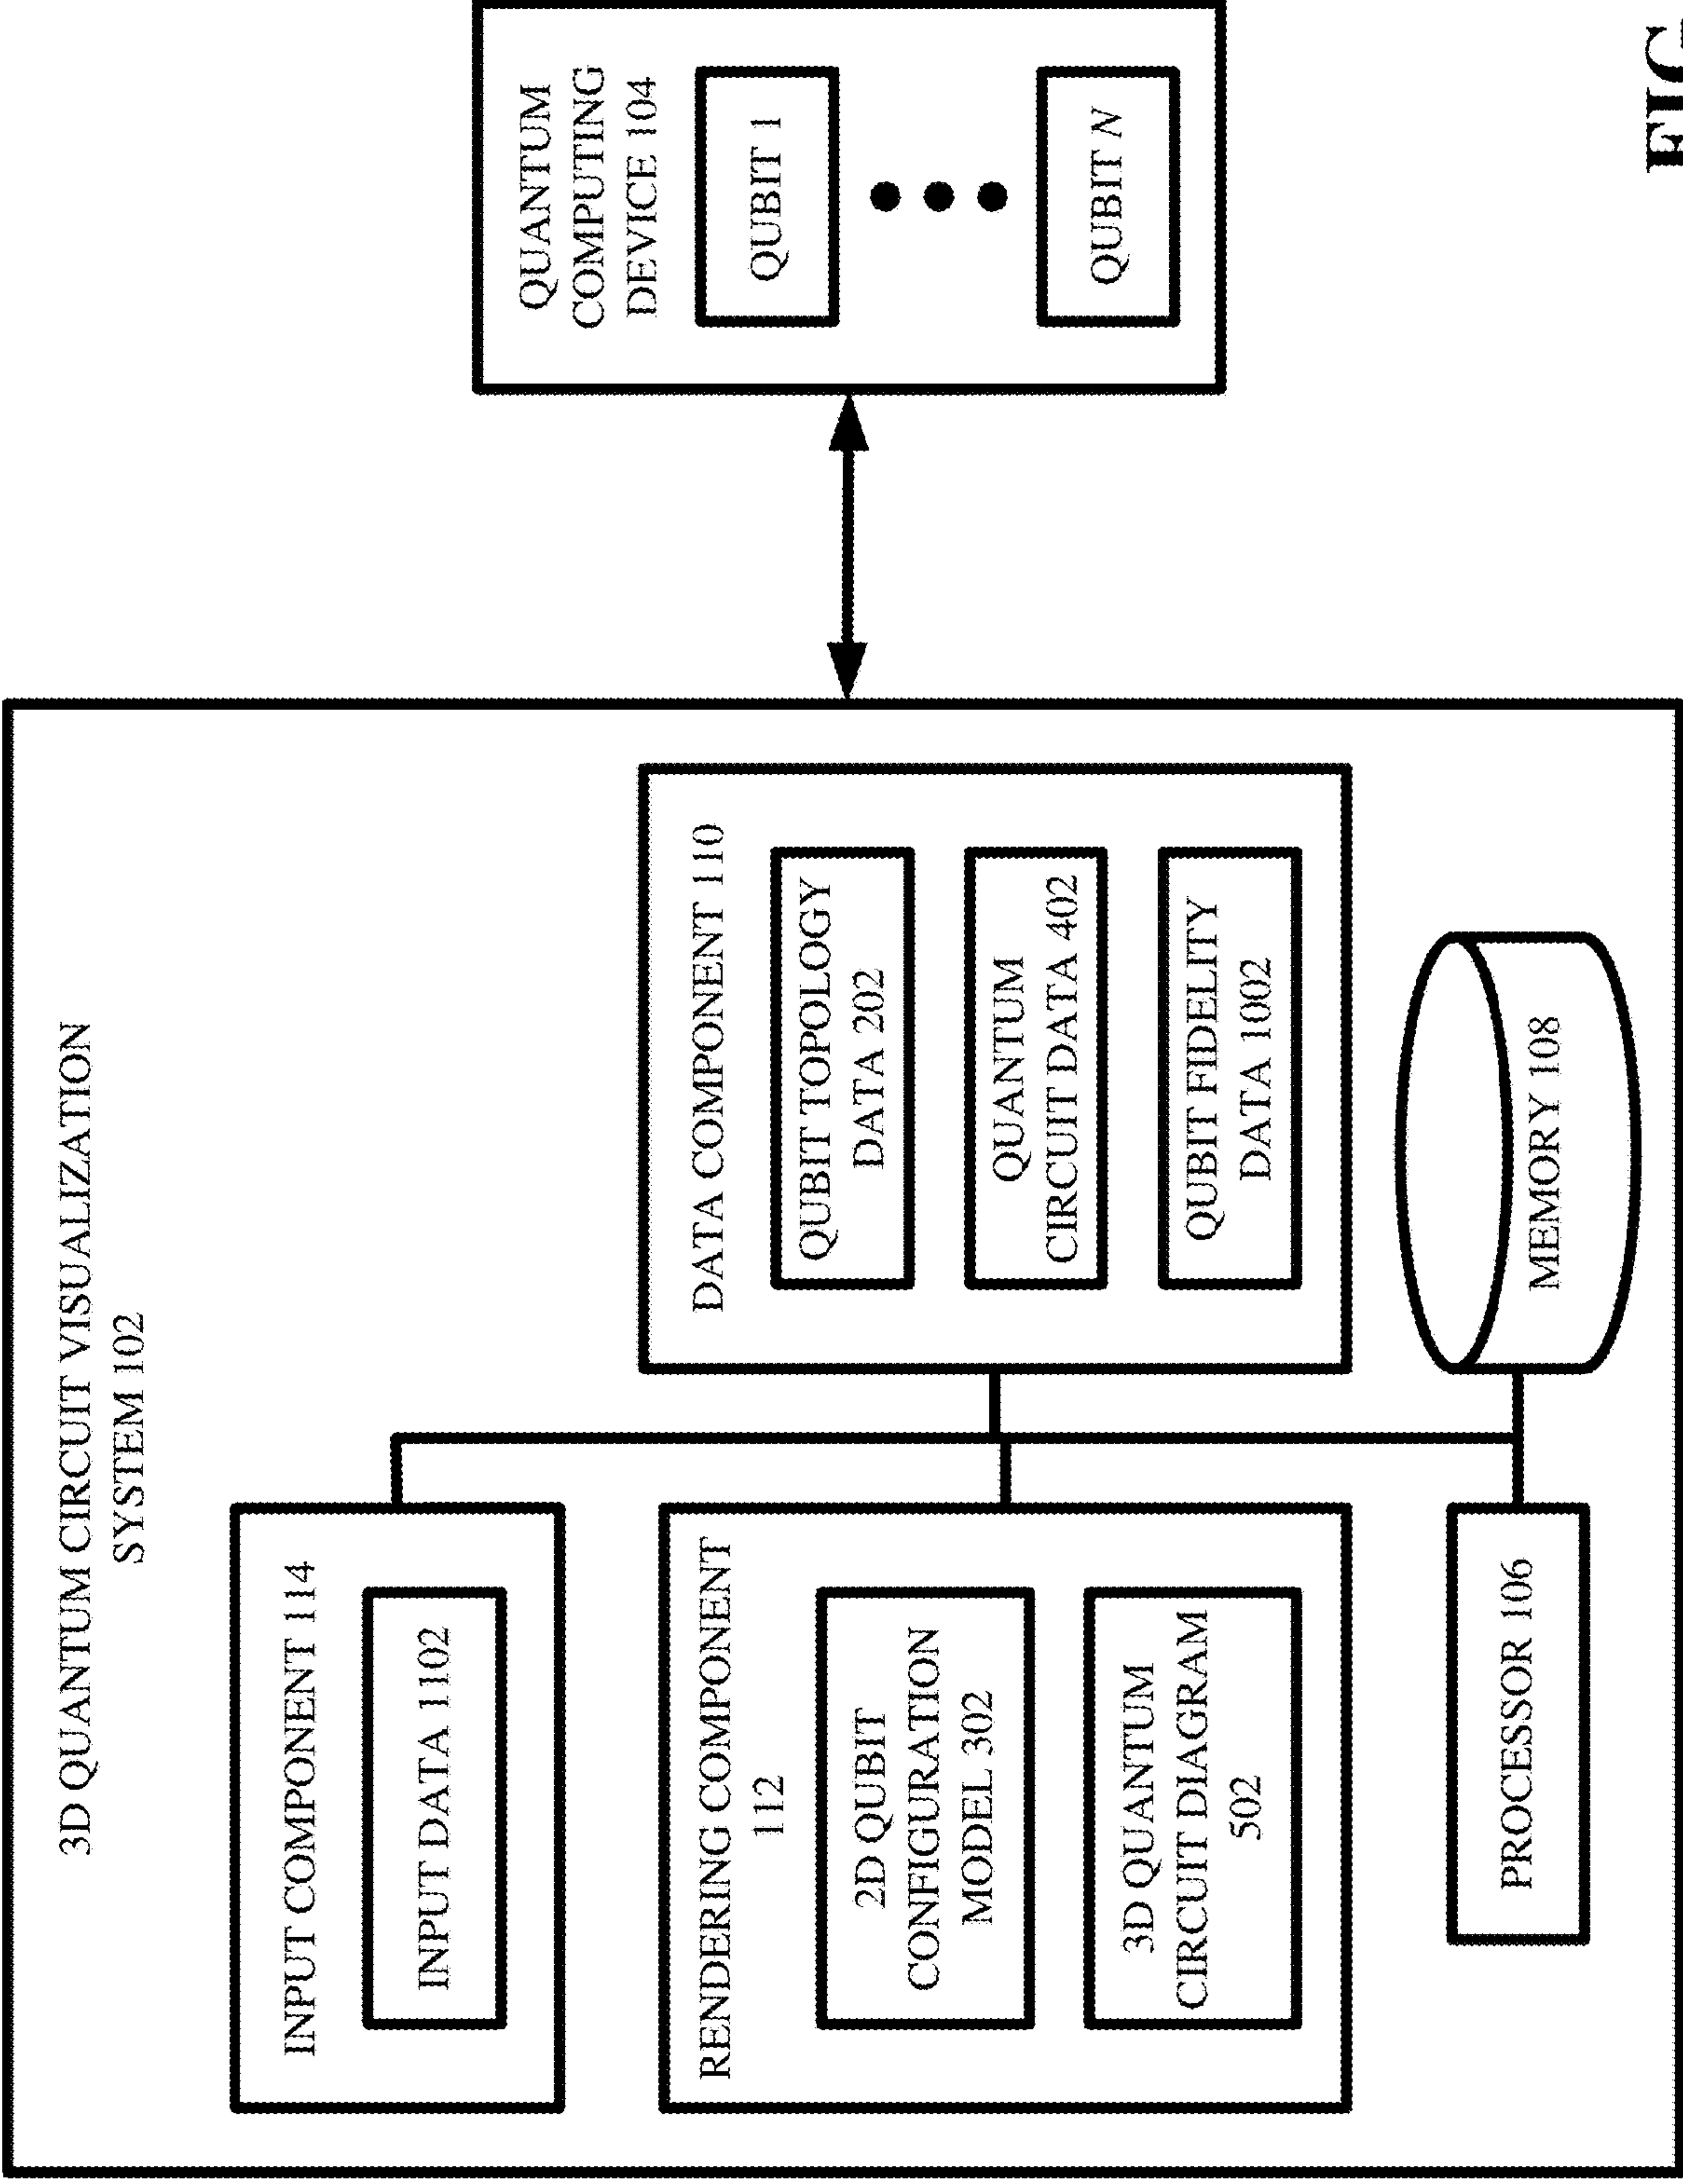 3D QUANTUM CIRCUIT VISUALIZATION
SYSTEM 102
INPUT COMPONENT 114
INPUT DATA 1102
RENDERING COMPONENT
112
2D QUBIT
CONFIGURATION
MODEL 302
3D QUANTUM
CIRCUIT DIAGRAM
502
PROCESSOR 106
DATA COMPONENT 110
QUBIT TOPOLOGY
DATA 202
QUANTUM
CIRCUIT DATA 402
QUBIT FIDELITY
DATA 1002
MEMORY 108
QUANTUM
COMPUTING
DEVICE 104
QUBIT 1
QUBIT N
FIG